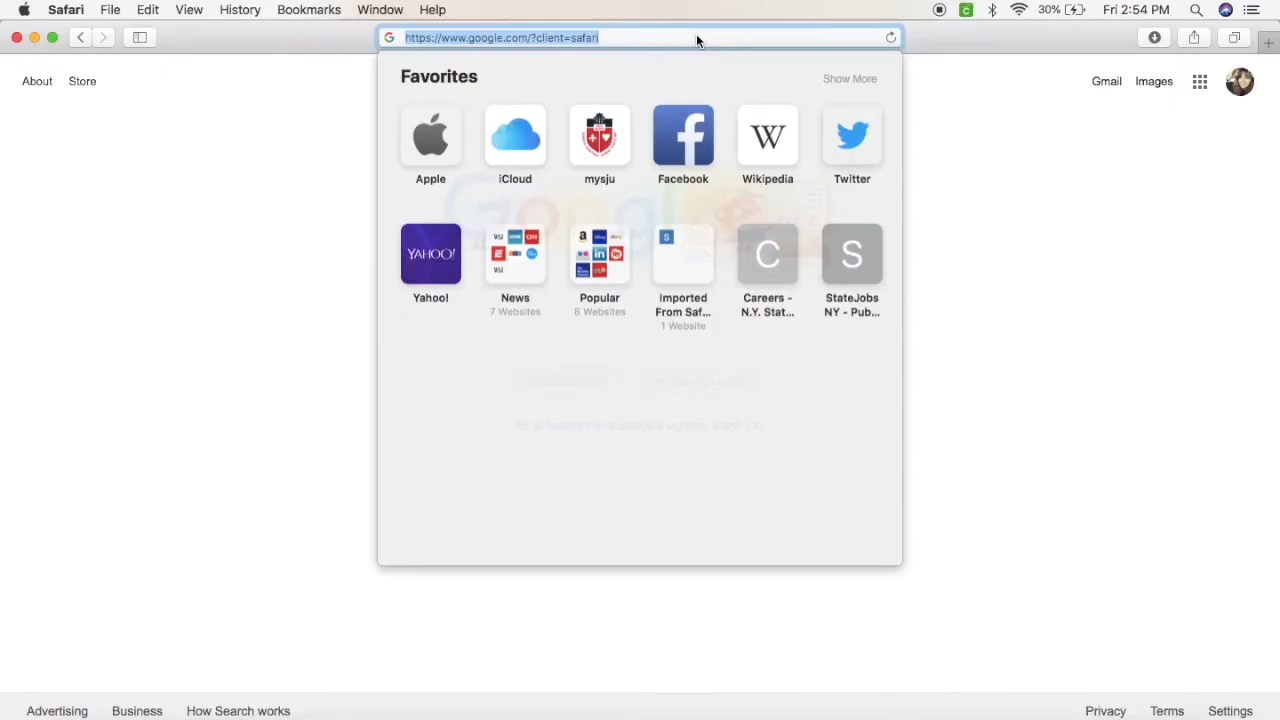 Safari File Edit View History Bookmarks Window Help 30% Fri 2:54 PM
https://www.google.com/?client=safari
About Store Gmail Images
Favorites Show More
Apple iCloud mysju Facebook Wikipedia Twitter
YAHOO! C S
Yahoo! News Popular Imported Careers - StateJobs
7 Websites 8 Websites From Saf... N.Y. Stat... NY - Pub...
1 Website
Advertising Business How Search works Privacy Terms Settings